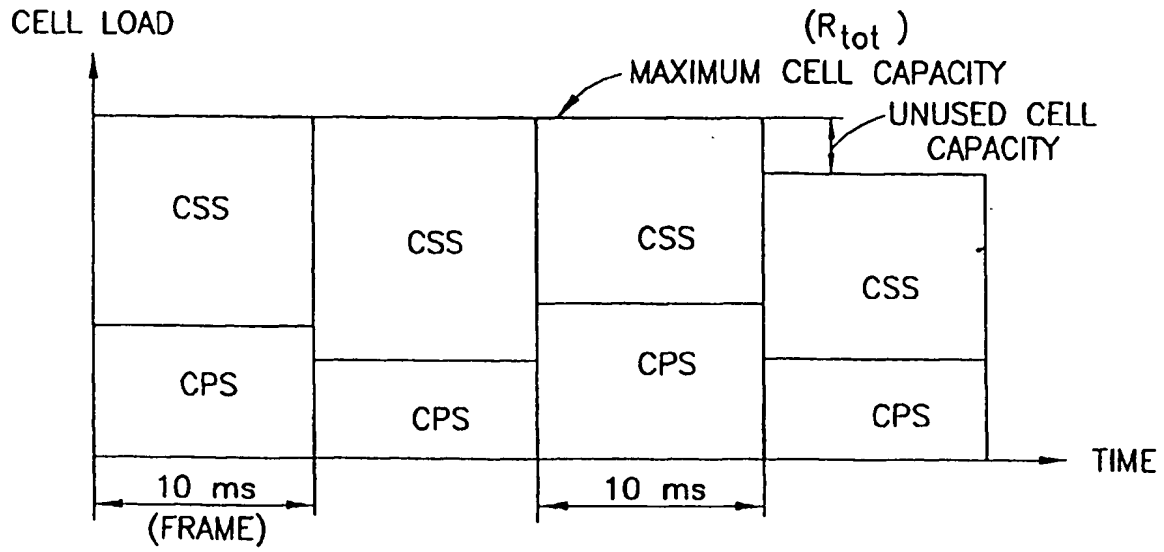 CELL LOAD
(Rtot)
MAXIMUM CELL CAPACITY
UNUSED CELL
CAPACITY
CSS
CSS
CSS
CSS
CPS
CPS
CPS
CPS
TIME
10 ms
(FRAME)
10 ms